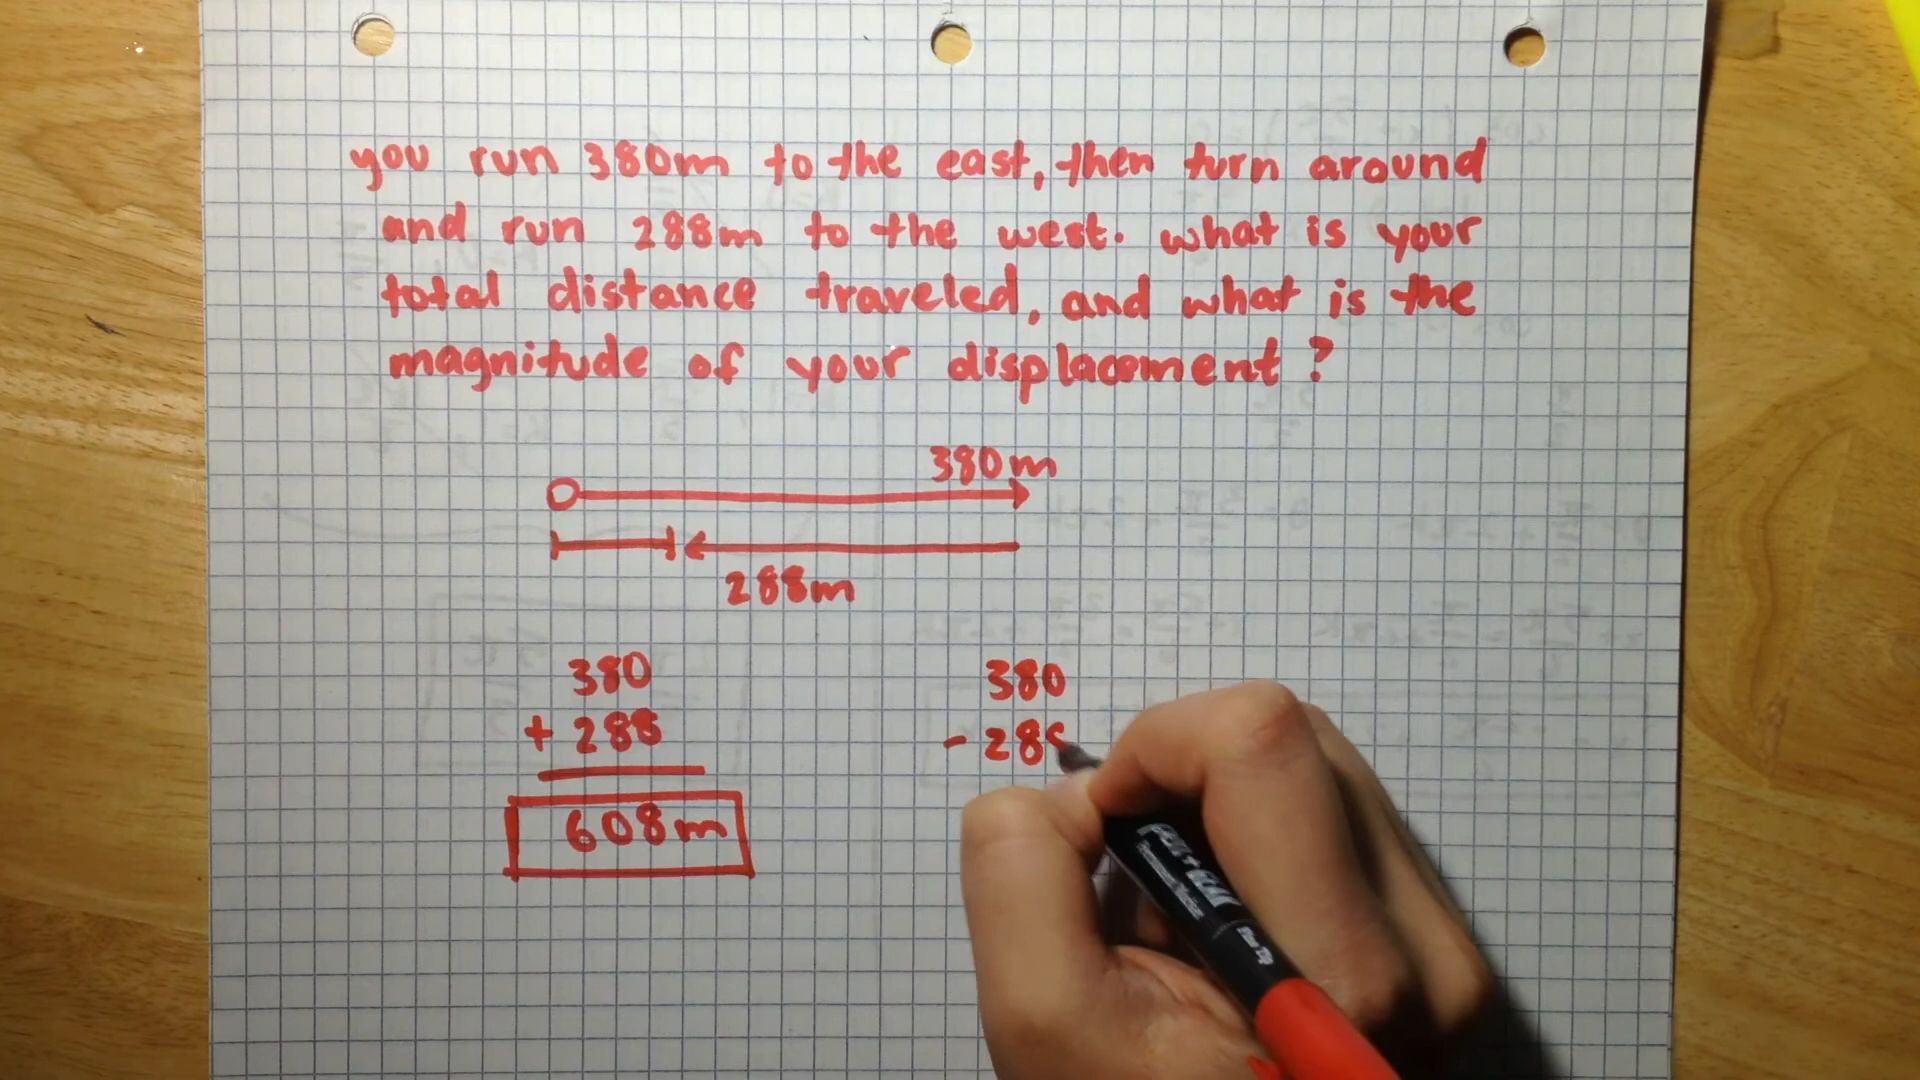 you run 380m to the east, then turn around
and run 288m to the west. what is your
total distance traveled, and what is the
magnitude of your displacement?
380m
288m
380
+ 288
608m
380
- 288